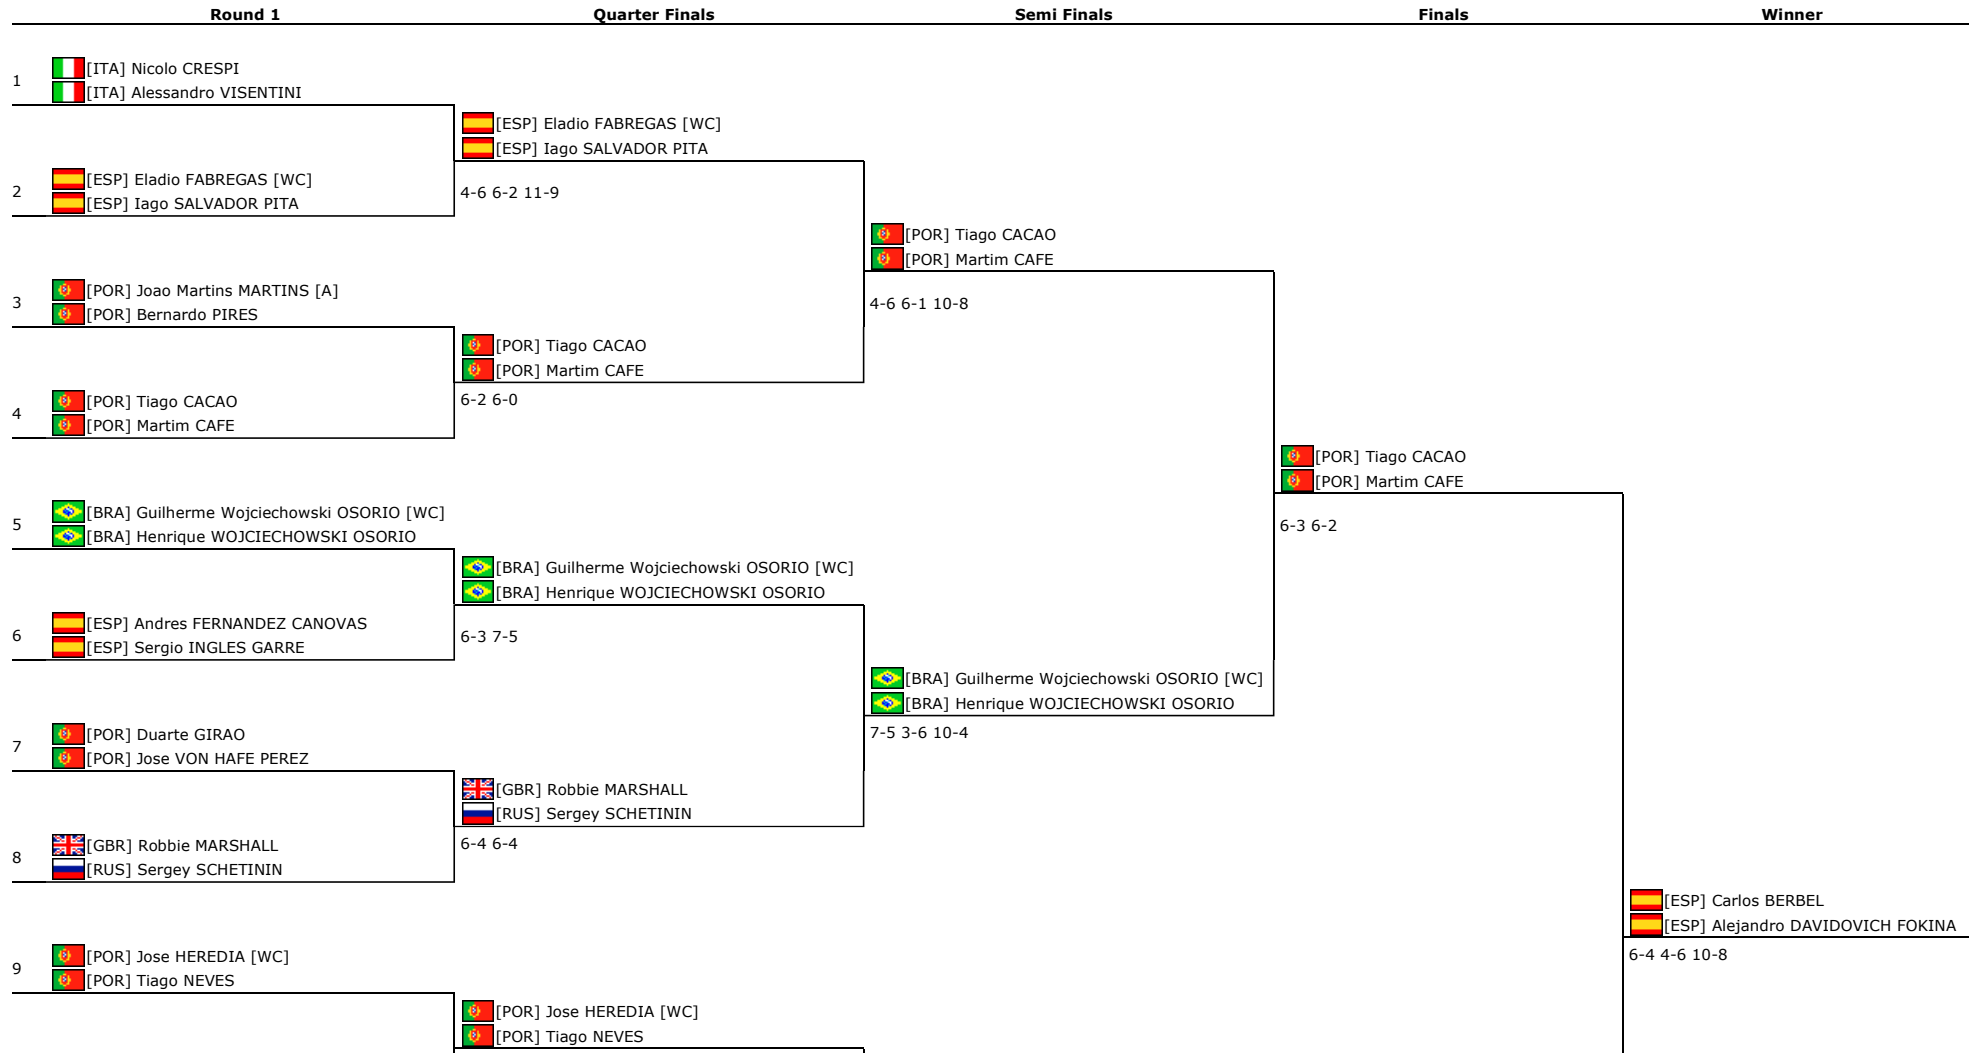 Round 1 Quarter Finals Semi Finals Finals Winner
1
[ITA] Nicolo CRESPI
[ITA] Alessandro VISENTINI
[ESP] Eladio FABREGAS [WC]
[ESP] Iago SALVADOR PITA
2
[ESP] Eladio FABREGAS [WC]
[ESP] Iago SALVADOR PITA
4-6 6-2 11-9
[POR] Tiago CACAO
[POR] Martim CAFE
3
[POR] Joao Martins MARTINS [A]
[POR] Bernardo PIRES
4-6 6-1 10-8
[POR] Tiago CACAO
[POR] Martim CAFE
4
[POR] Tiago CACAO
[POR] Martim CAFE
6-2 6-0
[POR] Tiago CACAO
[POR] Martim CAFE
5
[BRA] Guilherme Wojciechowski OSORIO [WC]
[BRA] Henrique WOJCIECHOWSKI OSORIO
6-3 6-2
[BRA] Guilherme Wojciechowski OSORIO [WC]
[BRA] Henrique WOJCIECHOWSKI OSORIO
6
[ESP] Andres FERNANDEZ CANOVAS
[ESP] Sergio INGLES GARRE
6-3 7-5
[BRA] Guilherme Wojciechowski OSORIO [WC]
[BRA] Henrique WOJCIECHOWSKI OSORIO
7
[POR] Duarte GIRAO
[POR] Jose VON HAFE PEREZ
7-5 3-6 10-4
[GBR] Robbie MARSHALL
[RUS] Sergey SCHETININ
8
[GBR] Robbie MARSHALL
[RUS] Sergey SCHETININ
6-4 6-4
[ESP] Carlos BERBEL
[ESP] Alejandro DAVIDOVICH FOKINA
9
[POR] Jose HEREDIA [WC]
[POR] Tiago NEVES
6-4 4-6 10-8
[POR] Jose HEREDIA [WC]
[POR] Tiago NEVES